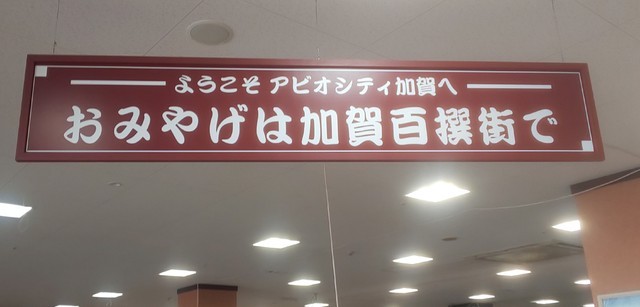 ようこそ アビオシティ加賀へ
おみやげは加賀百撰街で